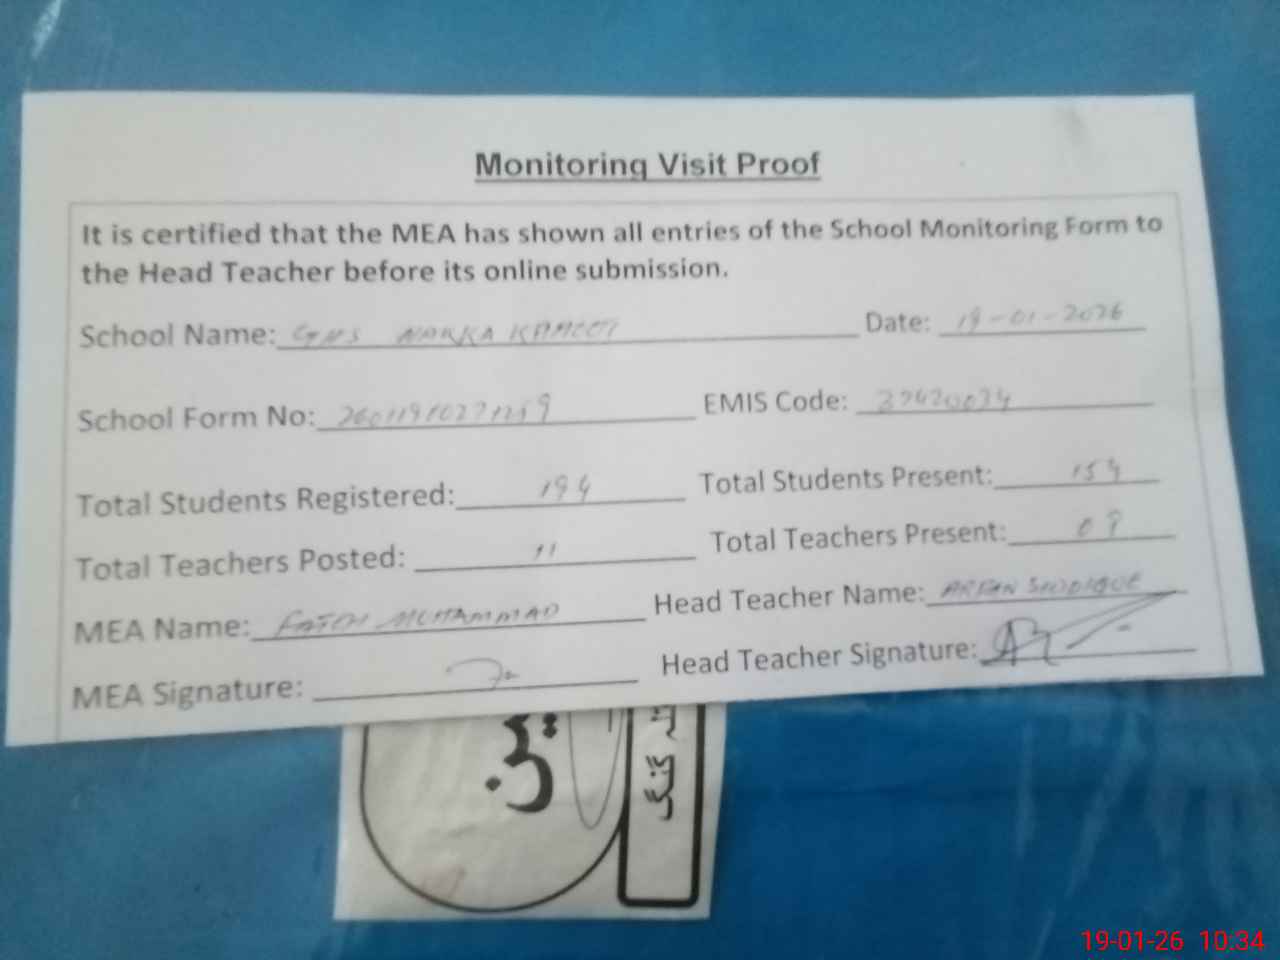 Monitoring Visit Proof
It is certified that the MEA has shown all entries of the School Monitoring Form to
the Head Teacher before its online submission.
School Name: GHS NAKKA Date: 19-01-2026
School Form No: EMIS Code:
Total Students Registered: 194 Total Students Present: 154
Total Teachers Posted: 11 Total Teachers Present:
MEA Name: FATEH MUHAMMAD Head Teacher Name: SIDDIQUE
MEA Signature: Head Teacher Signature:
19-01-26 10:34